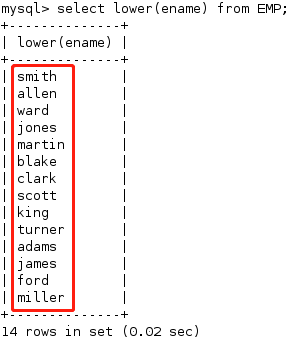 mysql> select lower(ename) from EMP;
+--------------+
| lower(ename) |
+--------------+
| smith        |
| allen        |
| ward         |
| jones        |
| martin       |
| blake        |
| clark        |
| scott        |
| king         |
| turner       |
| adams        |
| james        |
| ford         |
| miller       |
+--------------+
14 rows in set (0.02 sec)